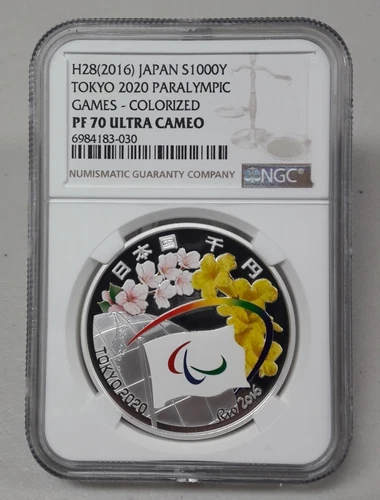 H28(2016) JAPAN S1000Y
TOKYO 2020 PARALYMPIC
GAMES - COLORIZED
PF 70 ULTRA CAMEO
6984183-030
NUMISMATIC GUARANTY COMPANY
NGC
日本国千円
TOKYO 2020
Rio 2016